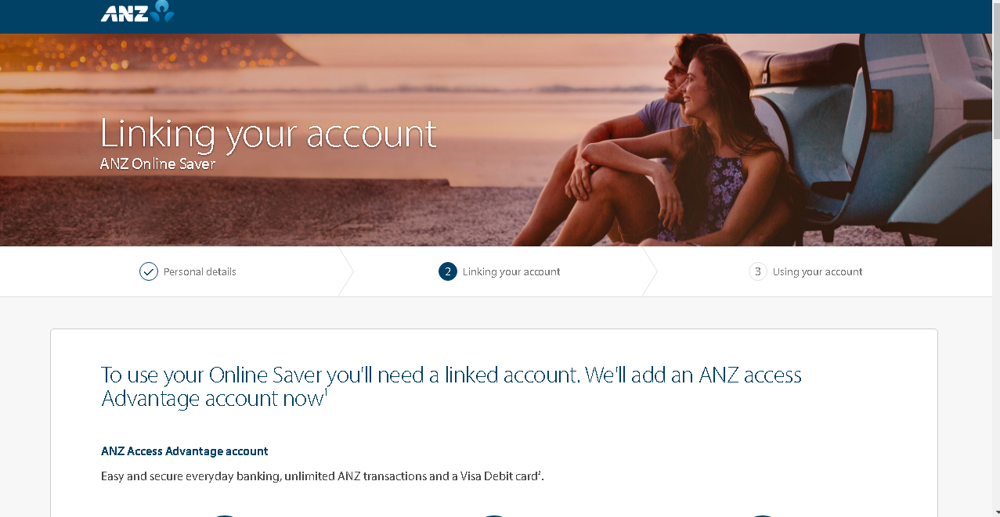 ANZ
Linking your account
ANZ Online Saver
Personal details
2 Linking your account
3 Using your account
To use your Online Saver you'll need a linked account. We'll add an ANZ access
Advantage account now¹
ANZ Access Advantage account
Easy and secure everyday banking, unlimited ANZ transactions and a Visa Debit card².